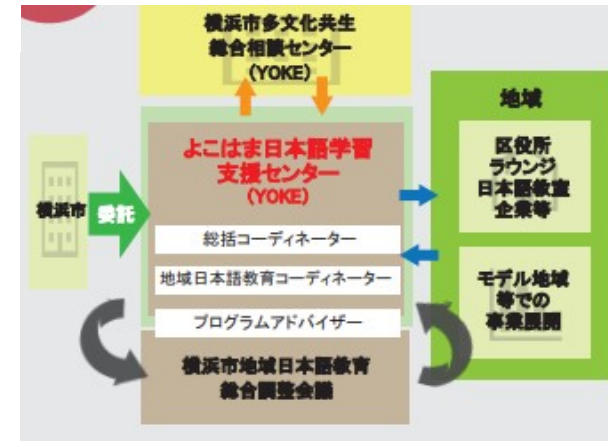 横浜市多文化共生
総合相談センター
(YOKE)
よこはま日本語学習
支援センター
(YOKE)
横浜市
委託
総括コーディネーター
地域日本語教育コーディネーター
プログラムアドバイザー
横浜市地域日本語教育
総合調整会議
地域
区役所
ラウンジ
日本語教室
企業等
モデル地域
等での
事業展開